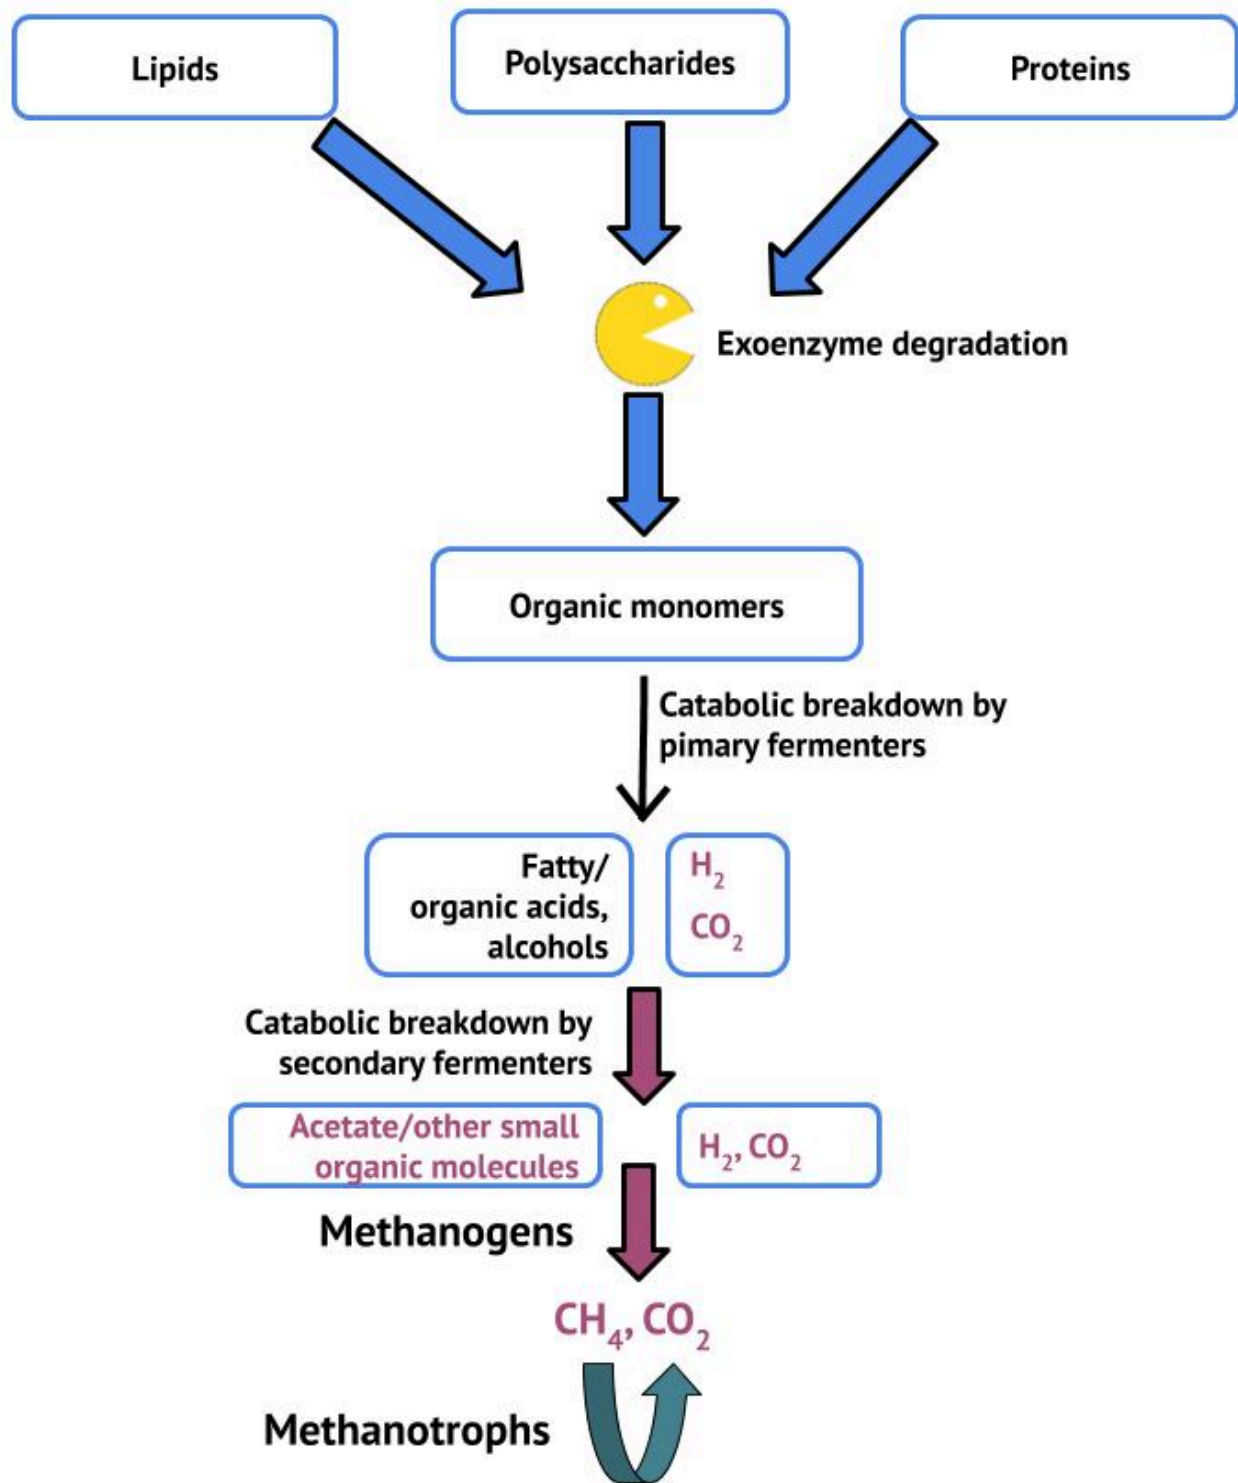 Lipids
Polysaccharides
Proteins
Exoenzyme degradation
Organic monomers
Catabolic breakdown by
pimary fermenters
Fatty/
organic acids,
alcohols
H₂
CO₂
Catabolic breakdown by
secondary fermenters
Acetate/other small
organic molecules
H₂, CO₂
Methanogens
CH₄, CO₂
Methanotrophs